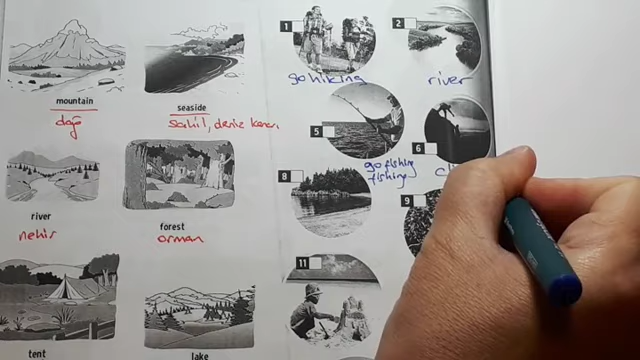 mountain
dağ
seaside
sahil, deniz kenarı
river
nehir
forest
orman
tent
lake
1
go hiking
2
river
5
go fishing
fishing
6
8
9
11